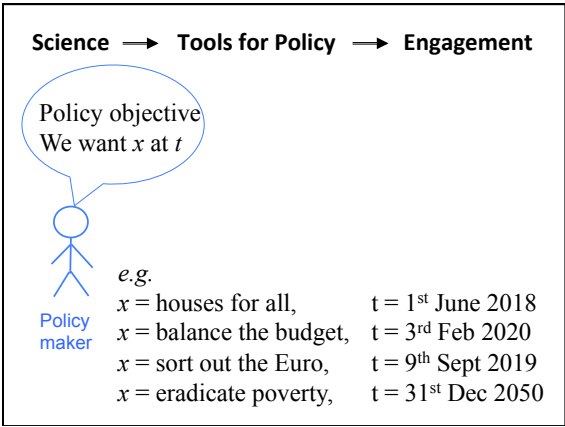 Science ⟶ Tools for Policy ⟶ Engagement
Policy objective
We want x at t
Policy
maker
e.g.
x = houses for all, t = 1st June 2018
x = balance the budget, t = 3rd Feb 2020
x = sort out the Euro, t = 9th Sept 2019
x = eradicate poverty, t = 31st Dec 2050